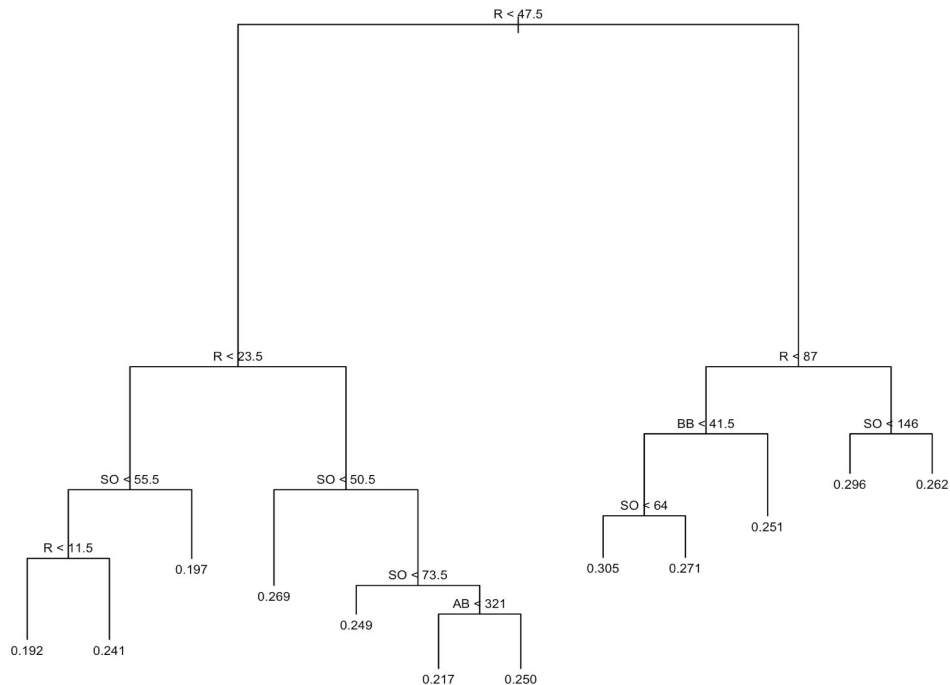 R < 47.5
R < 23.5
R < 87
BB < 41.5
SO < 146
SO < 55.5
SO < 50.5
0.296
0.262
SO < 64
0.251
R < 11.5
0.197
0.305
0.271
SO < 73.5
0.269
AB < 321
0.249
0.192
0.241
0.217
0.250